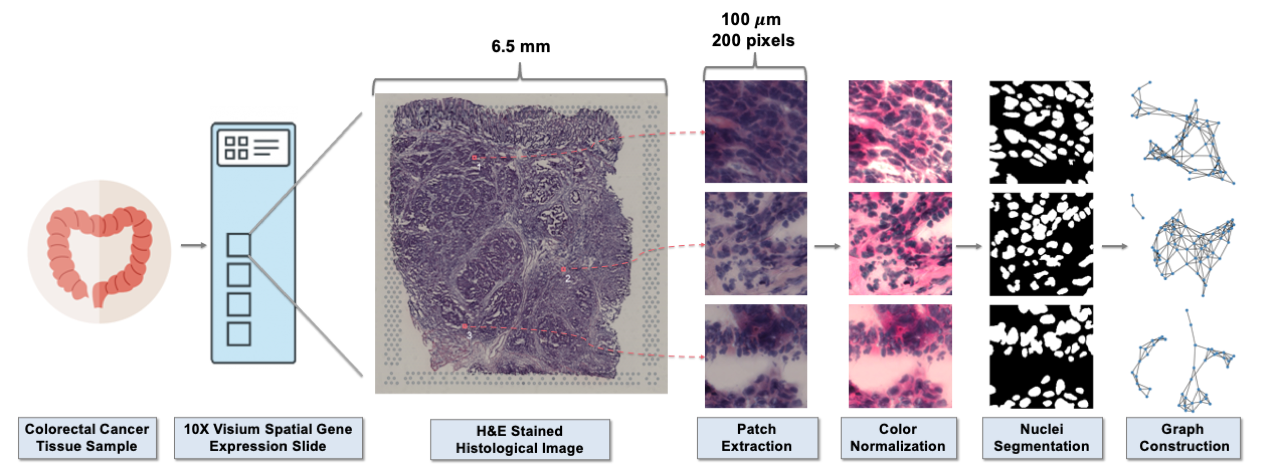 6.5 mm
100 μm
200 pixels
1
2
3
Colorectal Cancer
Tissue Sample
10X Visium Spatial Gene
Expression Slide
H&E Stained
Histological Image
Patch
Extraction
Color
Normalization
Nuclei
Segmentation
Graph
Construction